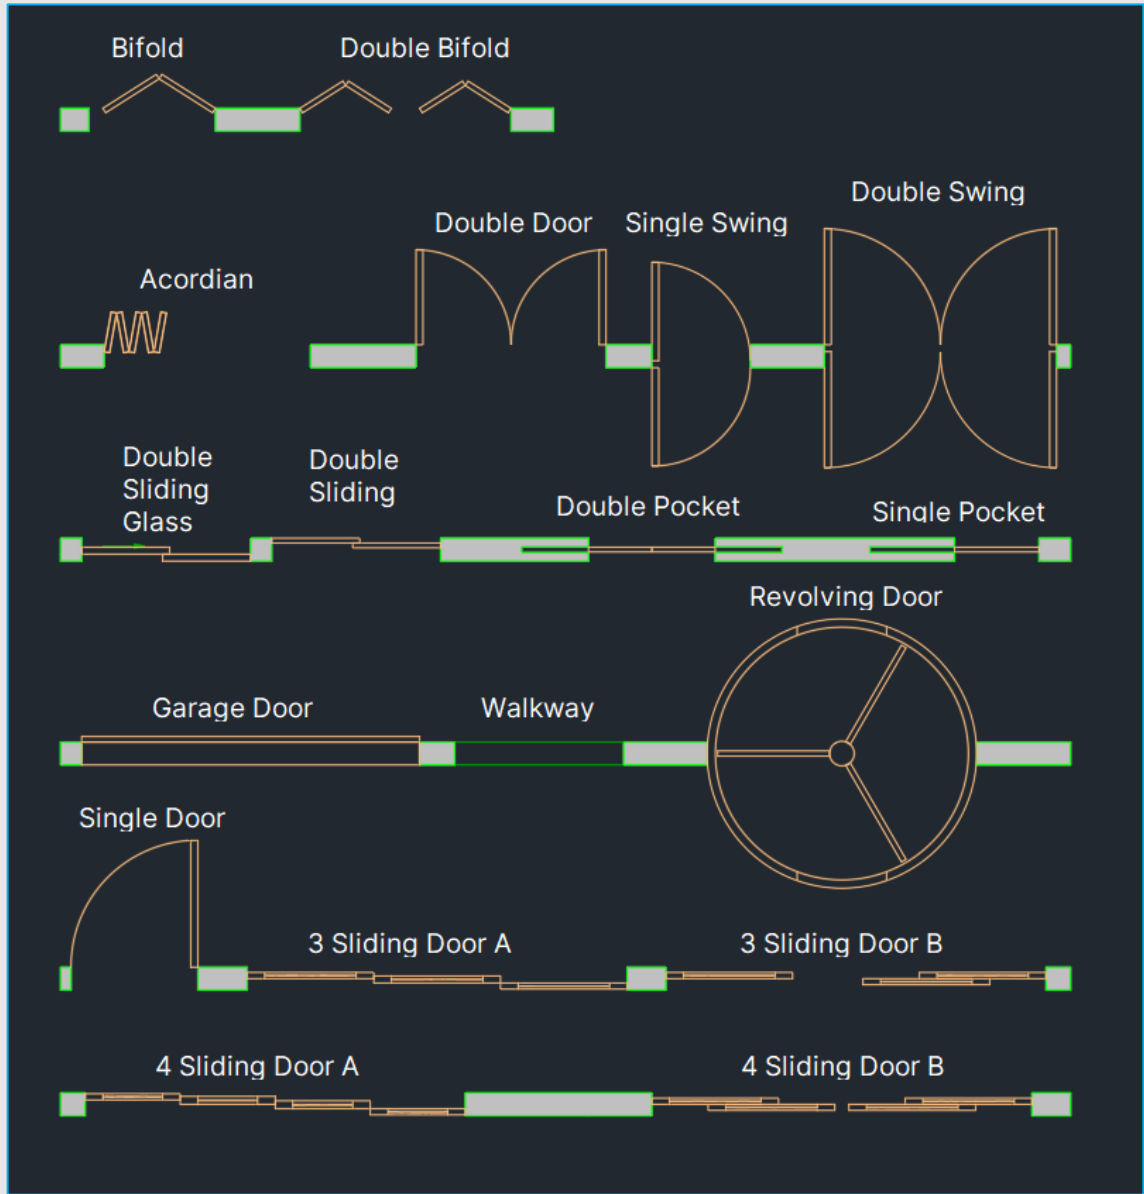 Bifold
Double Bifold
Double Swing
Double Door
Single Swing
Acordian
Double
Sliding
Glass
Double
Sliding
Double Pocket
Single Pocket
Revolving Door
Garage Door
Walkway
Single Door
3 Sliding Door A
3 Sliding Door B
4 Sliding Door A
4 Sliding Door B